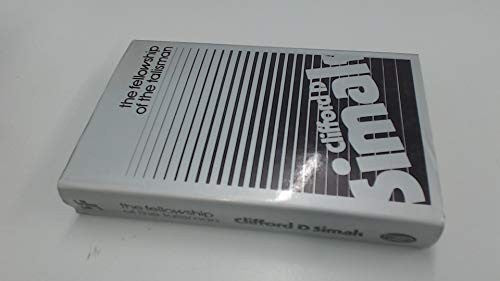 the fellowship
of the talisman
clifford D
simak
the fellowship
of the talisman
clifford D Simak